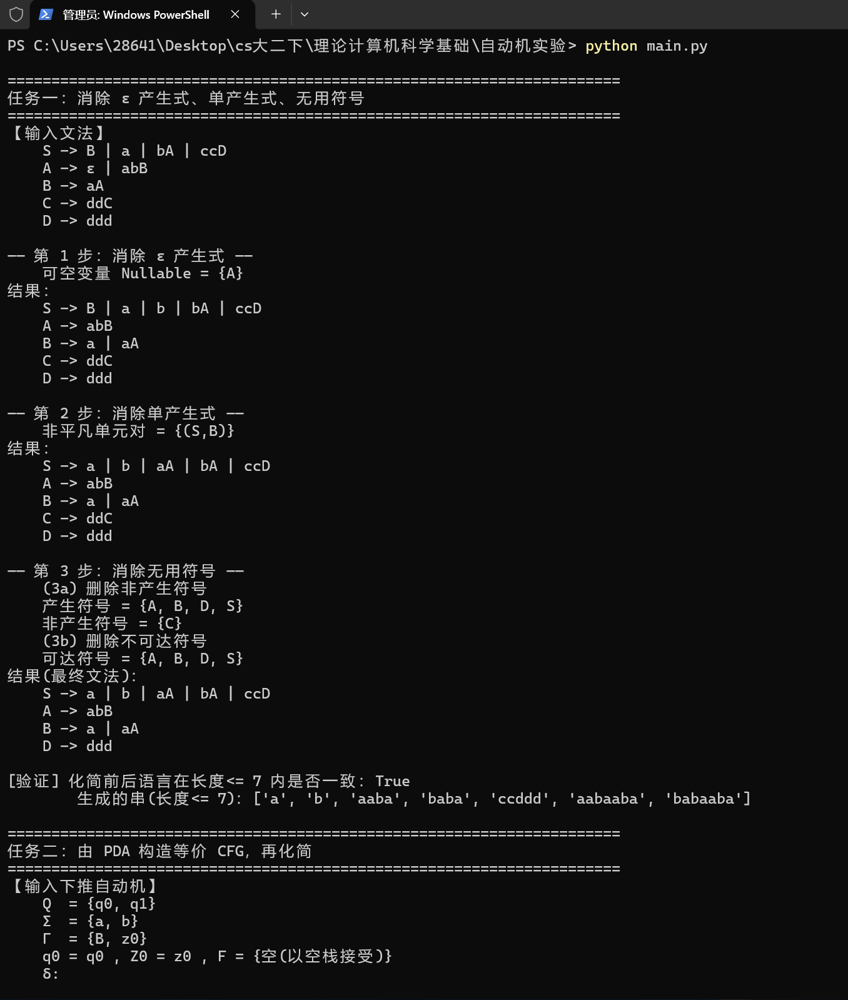 管理员: Windows PowerShell
PS C:\Users\28641\Desktop\cs大二下\理论计算机科学基础\自动机实验> python main.py
======================================================================
任务一: 消除 ε 产生式、单产生式、无用符号
======================================================================
【输入文法】
S -> B | a | bA | ccD
A -> ε | abB
B -> aA
C -> ddC
D -> ddd
── 第 1 步: 消除 ε 产生式 ──
可空变量 Nullable = {A}
结果:
S -> B | a | b | bA | ccD
A -> abB
B -> a | aA
C -> ddC
D -> ddd
── 第 2 步: 消除单产生式 ──
非平凡单元对 = {(S,B)}
结果:
S -> a | b | aA | bA | ccD
A -> abB
B -> a | aA
C -> ddC
D -> ddd
── 第 3 步: 消除无用符号 ──
(3a) 删除非产生符号
产生符号 = {A, B, D, S}
非产生符号 = {C}
(3b) 删除不可达符号
可达符号 = {A, B, D, S}
结果(最终文法):
S -> a | b | aA | bA | ccD
A -> abB
B -> a | aA
D -> ddd
[验证] 化简前后语言在长度<= 7 内是否一致: True
生成的串(长度<= 7): ['a', 'b', 'aaba', 'baba', 'ccddd', 'aabaaba', 'babaaba']
======================================================================
任务二: 由 PDA 构造等价 CFG, 再化简
======================================================================
【输入下推自动机】
Q  = {q0, q1}
Σ  = {a, b}
Γ  = {B, z0}
q0 = q0 , Z0 = z0 , F = {空(以空栈接受)}
δ: